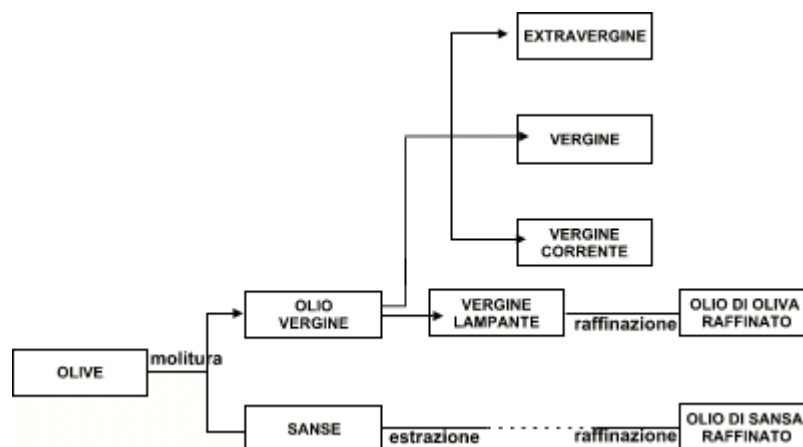 EXTRAVERGINE
VERGINE
VERGINE
CORRENTE
OLIO
VERGINE
VERGINE
LAMPANTE
raffinazione
OLIO DI OLIVA
RAFFINATO
OLIVE
molitura
SANSE
estrazione
raffinazione
OLIO DI SANSA
RAFFINATO